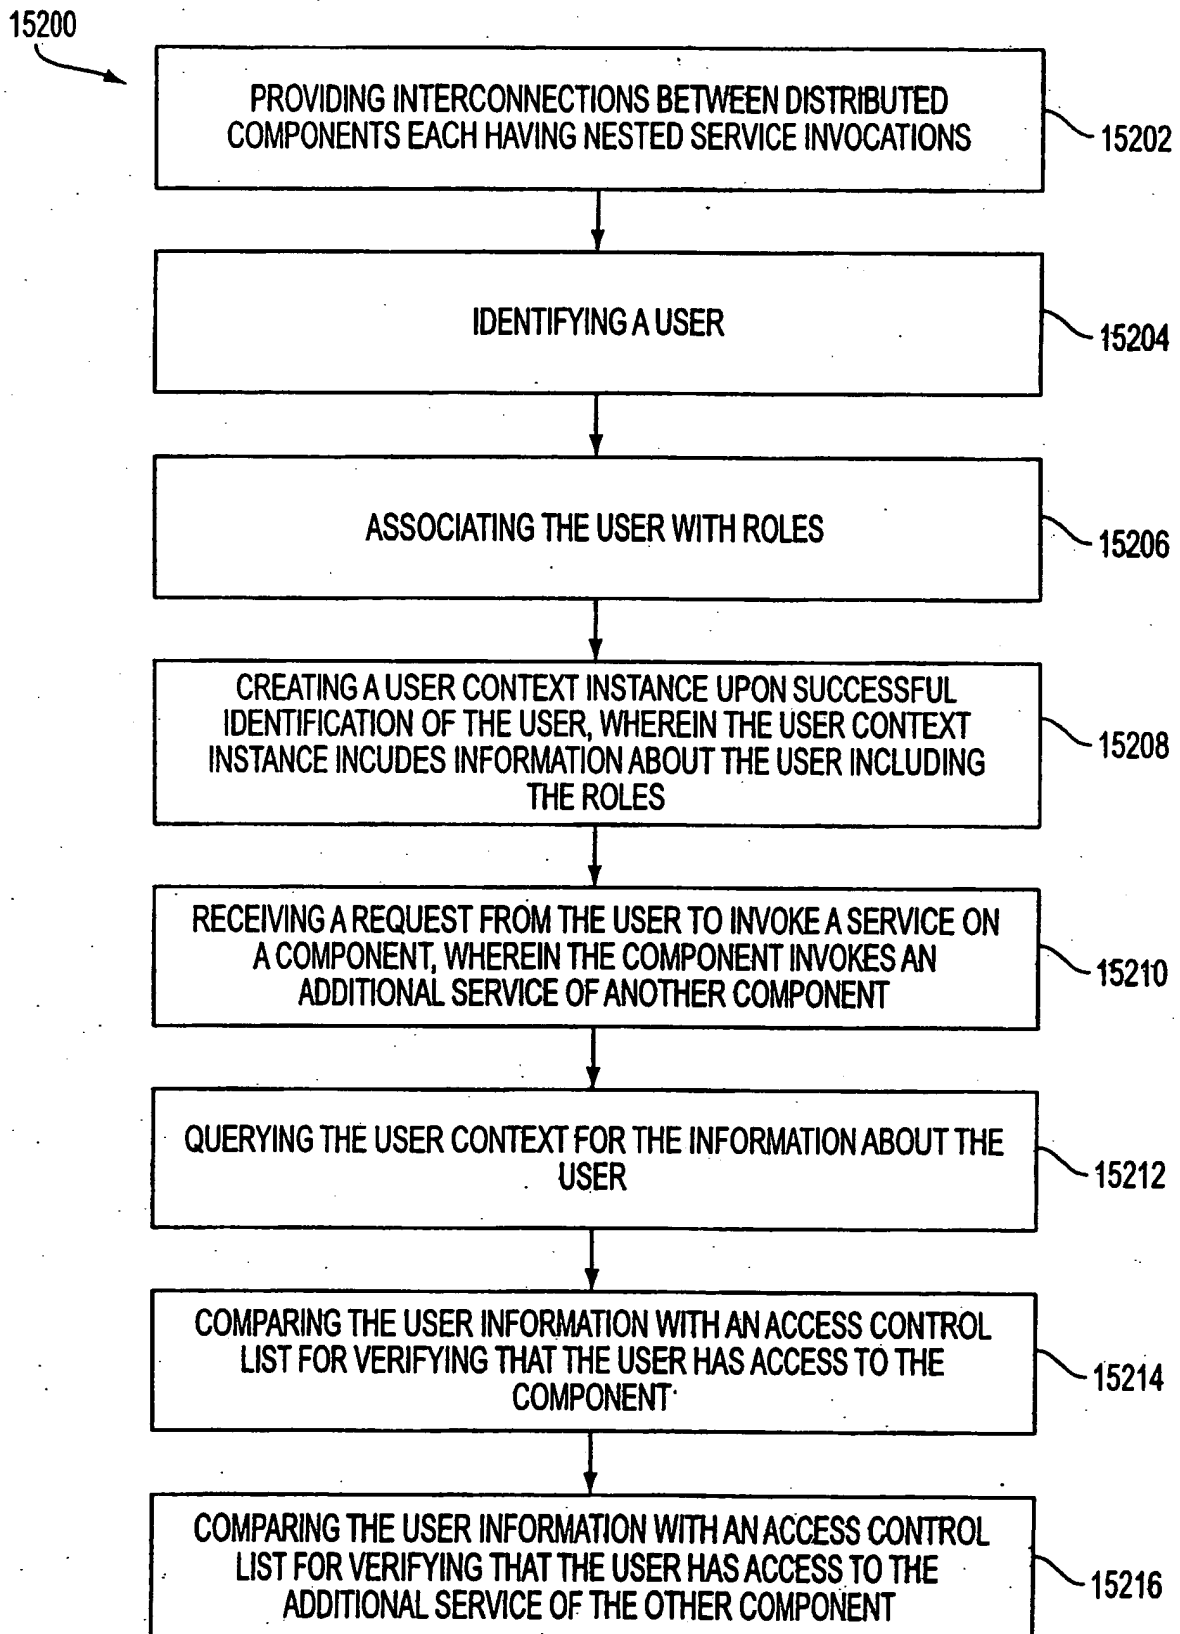 15200
PROVIDING INTERCONNECTIONS BETWEEN DISTRIBUTED
COMPONENTS EACH HAVING NESTED SERVICE INVOCATIONS
15202
IDENTIFYING A USER
15204
ASSOCIATING THE USER WITH ROLES
15206
CREATING A USER CONTEXT INSTANCE UPON SUCCESSFUL
IDENTIFICATION OF THE USER, WHEREIN THE USER CONTEXT
INSTANCE INCUDES INFORMATION ABOUT THE USER INCLUDING
THE ROLES
15208
RECEIVING A REQUEST FROM THE USER TO INVOKE A SERVICE ON
A COMPONENT, WHEREIN THE COMPONENT INVOKES AN
ADDITIONAL SERVICE OF ANOTHER COMPONENT
15210
QUERYING THE USER CONTEXT FOR THE INFORMATION ABOUT THE
USER
15212
COMPARING THE USER INFORMATION WITH AN ACCESS CONTROL
LIST FOR VERIFYING THAT THE USER HAS ACCESS TO THE
COMPONENT
15214
COMPARING THE USER INFORMATION WITH AN ACCESS CONTROL
LIST FOR VERIFYING THAT THE USER HAS ACCESS TO THE
ADDITIONAL SERVICE OF THE OTHER COMPONENT
15216